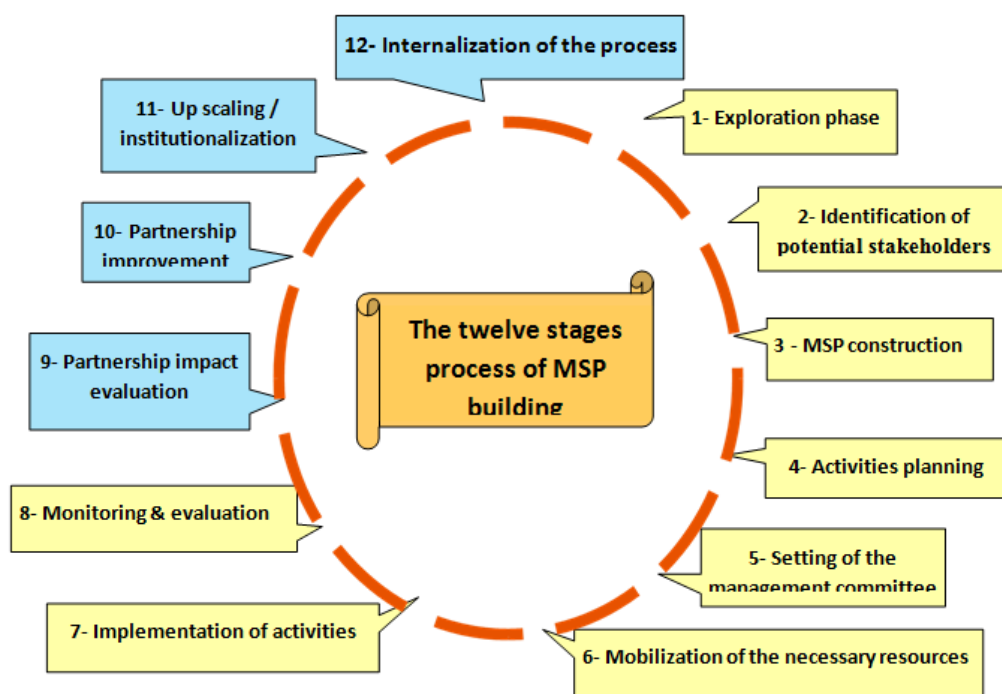 12- Internalization of the process
1- Exploration phase
2- Identification of
potential stakeholders
3 - MSP construction
4- Activities planning
5- Setting of the
management committee
6- Mobilization of the necessary resources
7- Implementation of activities
8- Monitoring & evaluation
9- Partnership impact
evaluation
10- Partnership
improvement
11- Up scaling /
institutionalization
The twelve stages
process of MSP
building